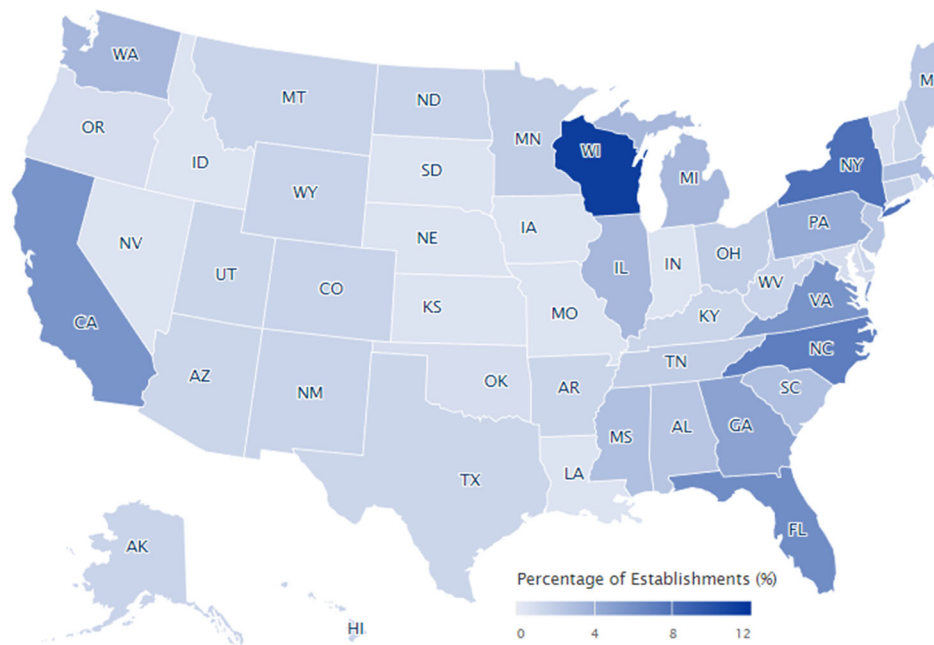 WA
MT
ND
MN
OR
ID
WY
SD
WI
MI
NY
M
NV
UT
CO
NE
KS
IA
IL
IN
OH
PA
MO
KY
WV
VA
CA
AZ
NM
OK
AR
TN
NC
SC
MS
AL
GA
TX
LA
FL
AK
HI
Percentage of Establishments (%)
0 4 8 12